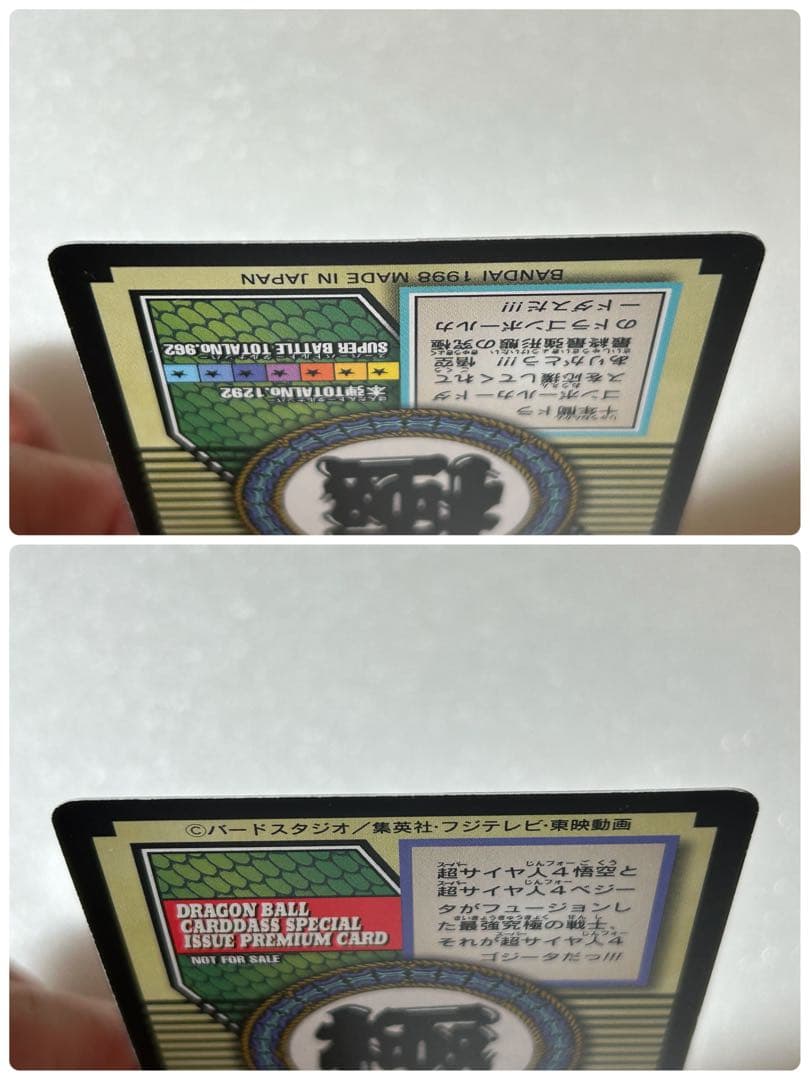 極
十年間ドラ
ゴンボールカードダ
スを応援してくれて
ありがとう!!! 悟空
最終最強形態の究極
のドラゴンボールカ
ードダスだ!!!
本弾TOTALNo.1292
SUPER BATTLE TOTALNo.962
BANDAI 1998 MADE IN JAPAN
©バードスタジオ／集英社・フジテレビ・東映動画
DRAGON BALL
CARDDASS SPECIAL
ISSUE PREMIUM CARD
NOT FOR SALE
超サイヤ人4悟空と
超サイヤ人4ベジー
タがフュージョンし
た最強究極の戦士。
それが超サイヤ人4
ゴジータだっ!!!
極